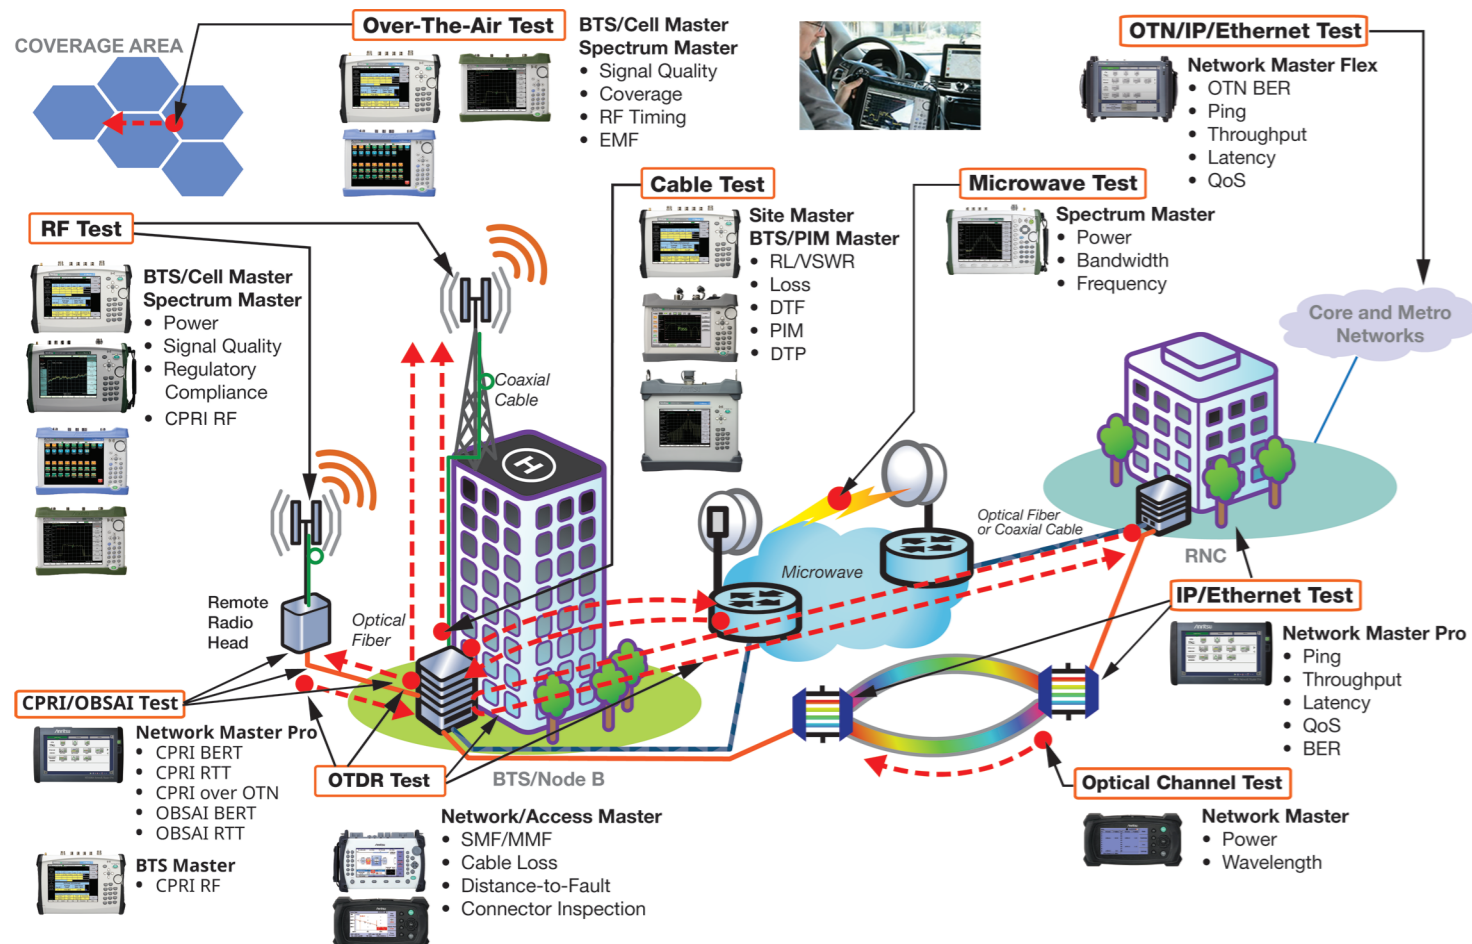 COVERAGE AREA
Over-The-Air Test
BTS/Cell Master
Spectrum Master
• Signal Quality
• Coverage
• RF Timing
• EMF
OTN/IP/Ethernet Test
Network Master Flex
• OTN BER
• Ping
• Throughput
• Latency
• QoS
Cable Test
Site Master
BTS/PIM Master
• RL/VSWR
• Loss
• DTF
• PIM
• DTP
Microwave Test
Spectrum Master
• Power
• Bandwidth
• Frequency
RF Test
BTS/Cell Master
Spectrum Master
• Power
• Signal Quality
• Regulatory
Compliance
• CPRI RF
Core and Metro
Networks
Coaxial
Cable
H
Optical Fiber
or Coaxial Cable
Microwave
RNC
Remote
Radio
Head
Optical
Fiber
IP/Ethernet Test
Network Master Pro
• Ping
• Throughput
• Latency
• QoS
• BER
CPRI/OBSAI Test
Network Master Pro
• CPRI BERT
• CPRI RTT
• CPRI over OTN
• OBSAI BERT
• OBSAI RTT
BTS Master
• CPRI RF
OTDR Test
BTS/Node B
Network/Access Master
• SMF/MMF
• Cable Loss
• Distance-to-Fault
• Connector Inspection
Optical Channel Test
Network Master
• Power
• Wavelength